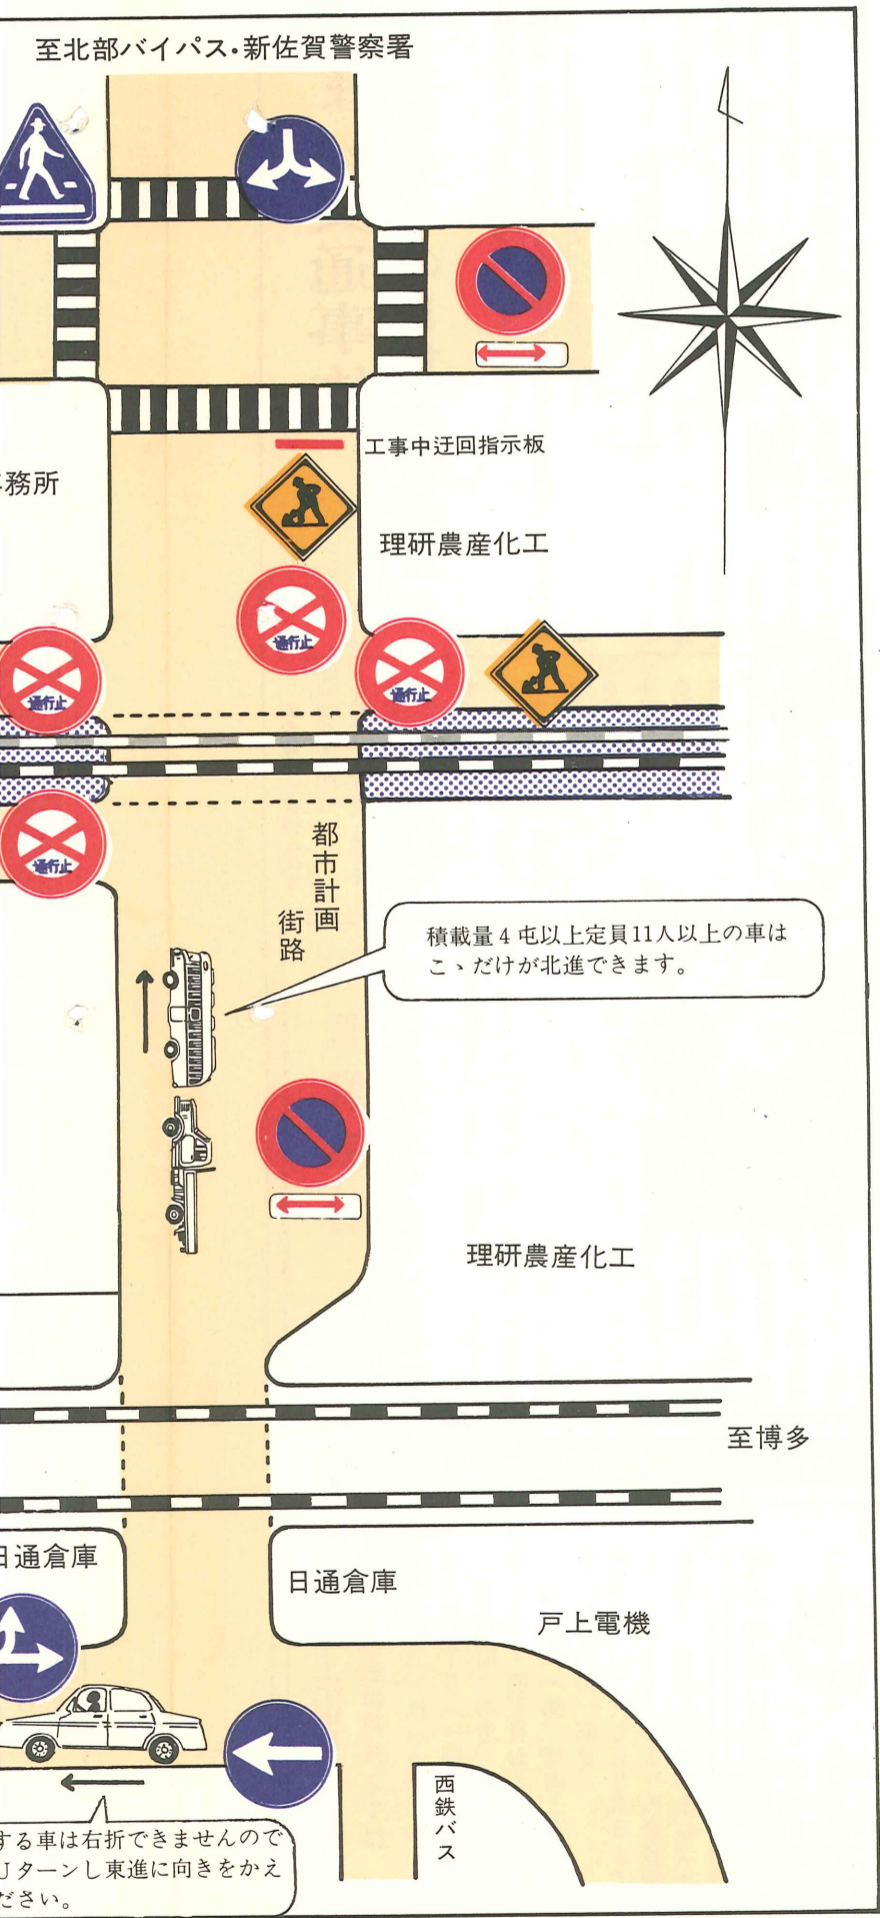 至北部バイパス・新佐賀警察署
工事中迂回指示板
務所
理研農産化工
通行止
通行止
通行止
通行止
都市計画
街路
積載量4屯以上定員11人以上の車は
こゝだけが北進できます。
理研農産化工
至博多
日通倉庫
日通倉庫
戸上電機
西鉄バス
する車は右折できませんので
Uターンし東進に向きをかえ
ださい。